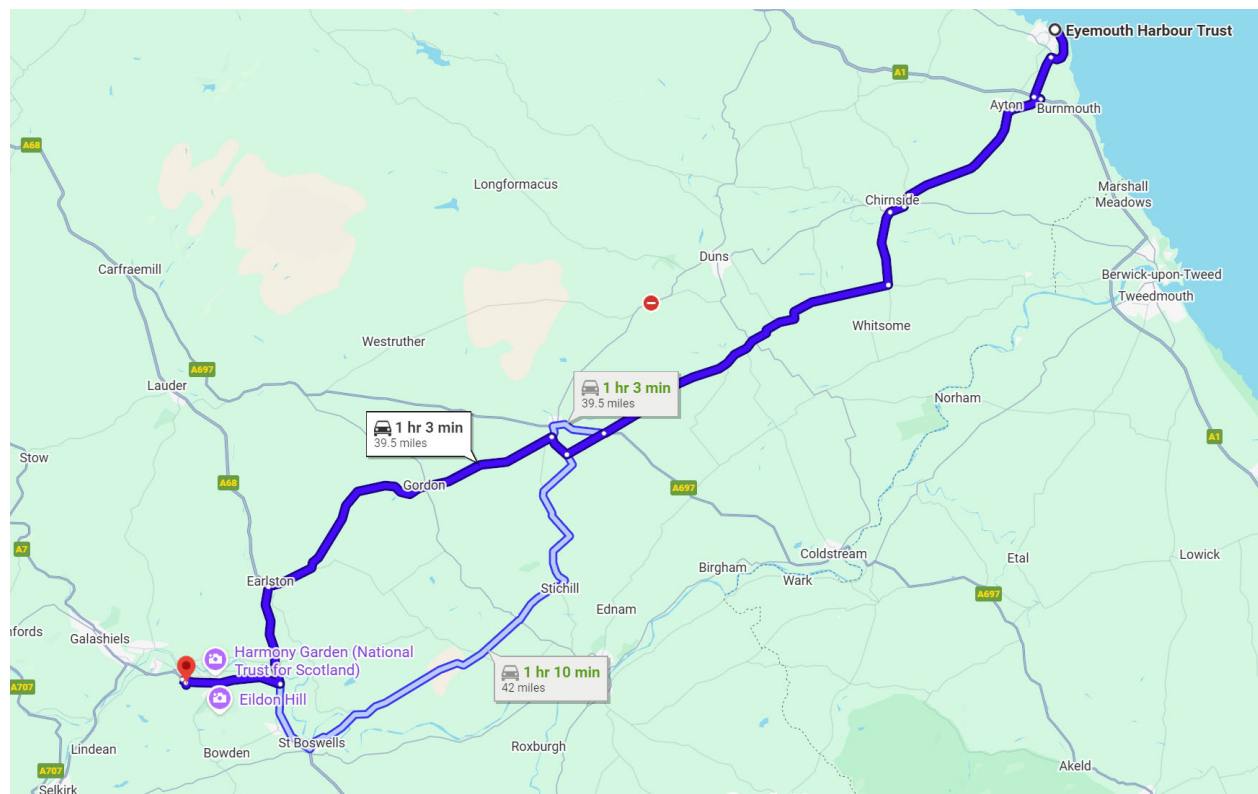 Eyemouth Harbour Trust
A1
Ayton
Burnmouth
A68
Longformacus
Marshall
Meadows
Chirnside
Duns
Carfraemill
Berwick-upon-Tweed
Tweedmouth
Whitsome
Westruther
A697
Lauder
1 hr 3 min
39.5 miles
Norham
1 hr 3 min
39.5 miles
A1
Stow
A68
Gordon
A697
A7
Coldstream
Etal
Lowick
Birgham
Wark
Earlston
Stichill
A697
Ednam
nfords
Galashiels
Harmony Garden (National
Trust for Scotland)
1 hr 10 min
42 miles
A707
Eildon Hill
Lindean
Bowden
St Boswells
Roxburgh
A707
Akeld
Selkirk